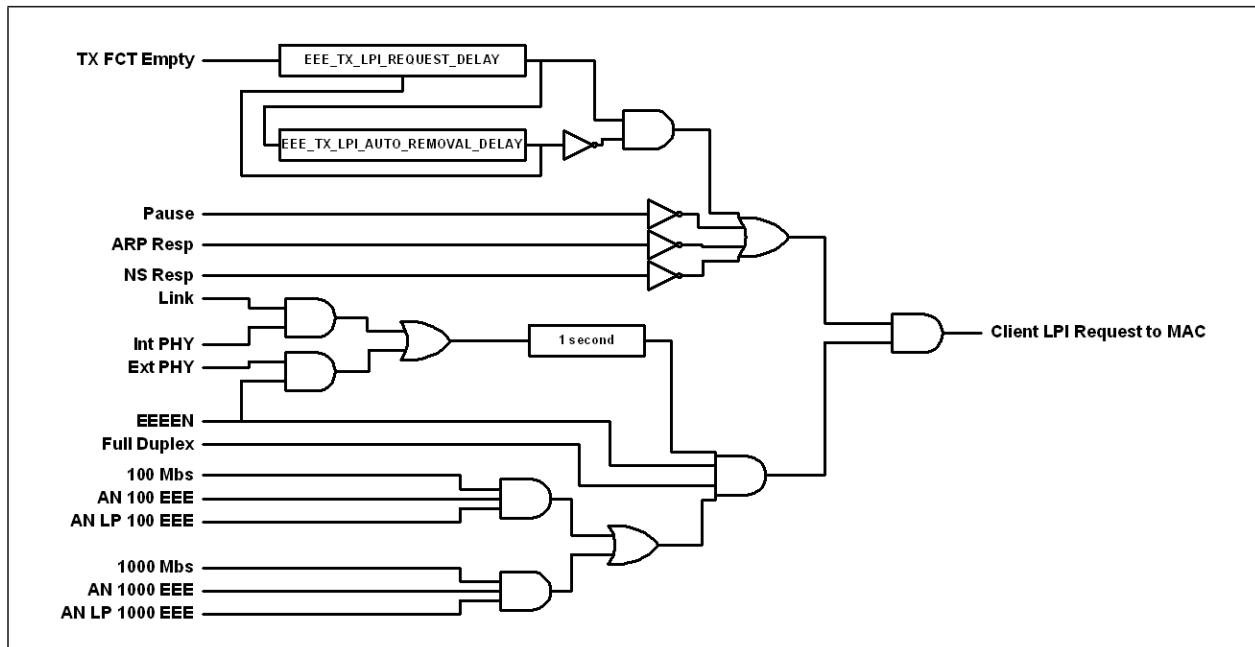 TX FCT Empty
EEE_TX_LPI_REQUEST_DELAY
EEE_TX_LPI_AUTO_REMOVAL_DELAY
Pause
ARP Resp
NS Resp
Link
Int PHY
Ext PHY
1 second
Client LPI Request to MAC
EEEEN
Full Duplex
100 Mbs
AN 100 EEE
AN LP 100 EEE
1000 Mbs
AN 1000 EEE
AN LP 1000 EEE